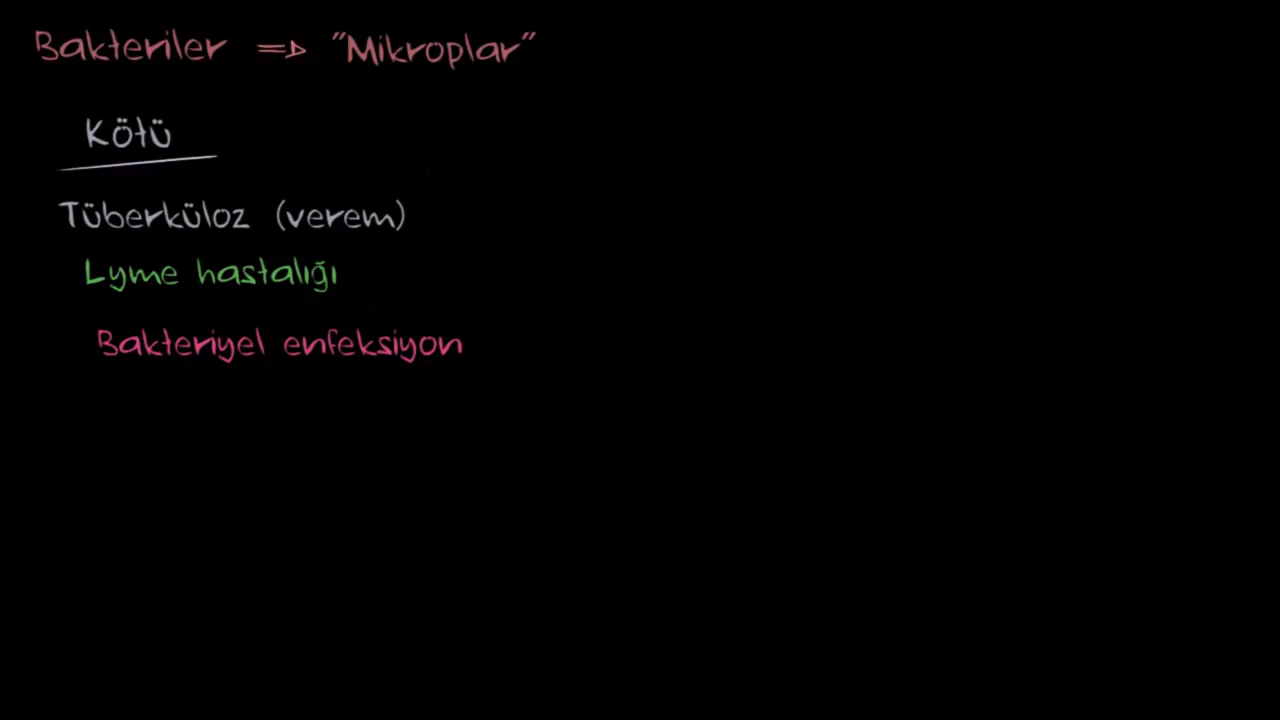 Bakteriler => "Mikroplar"
Kötü
Tüberküloz (verem)
Lyme hastalığı
Bakteriyel enfeksiyon